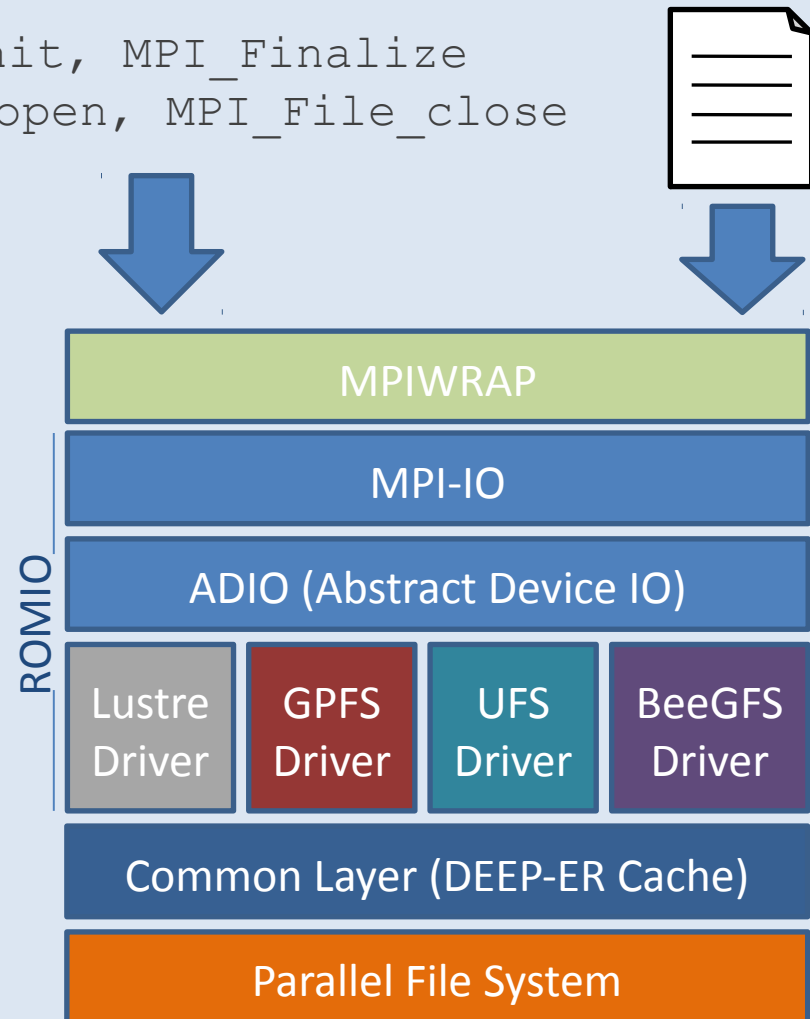 nit, MPI_Finalize
open, MPI_File_close
MPIWRAP
MPI-IO
ROMIO
ADIO (Abstract Device IO)
Lustre
Driver
GPFS
Driver
UFS
Driver
BeeGFS
Driver
Common Layer (DEEP-ER Cache)
Parallel File System